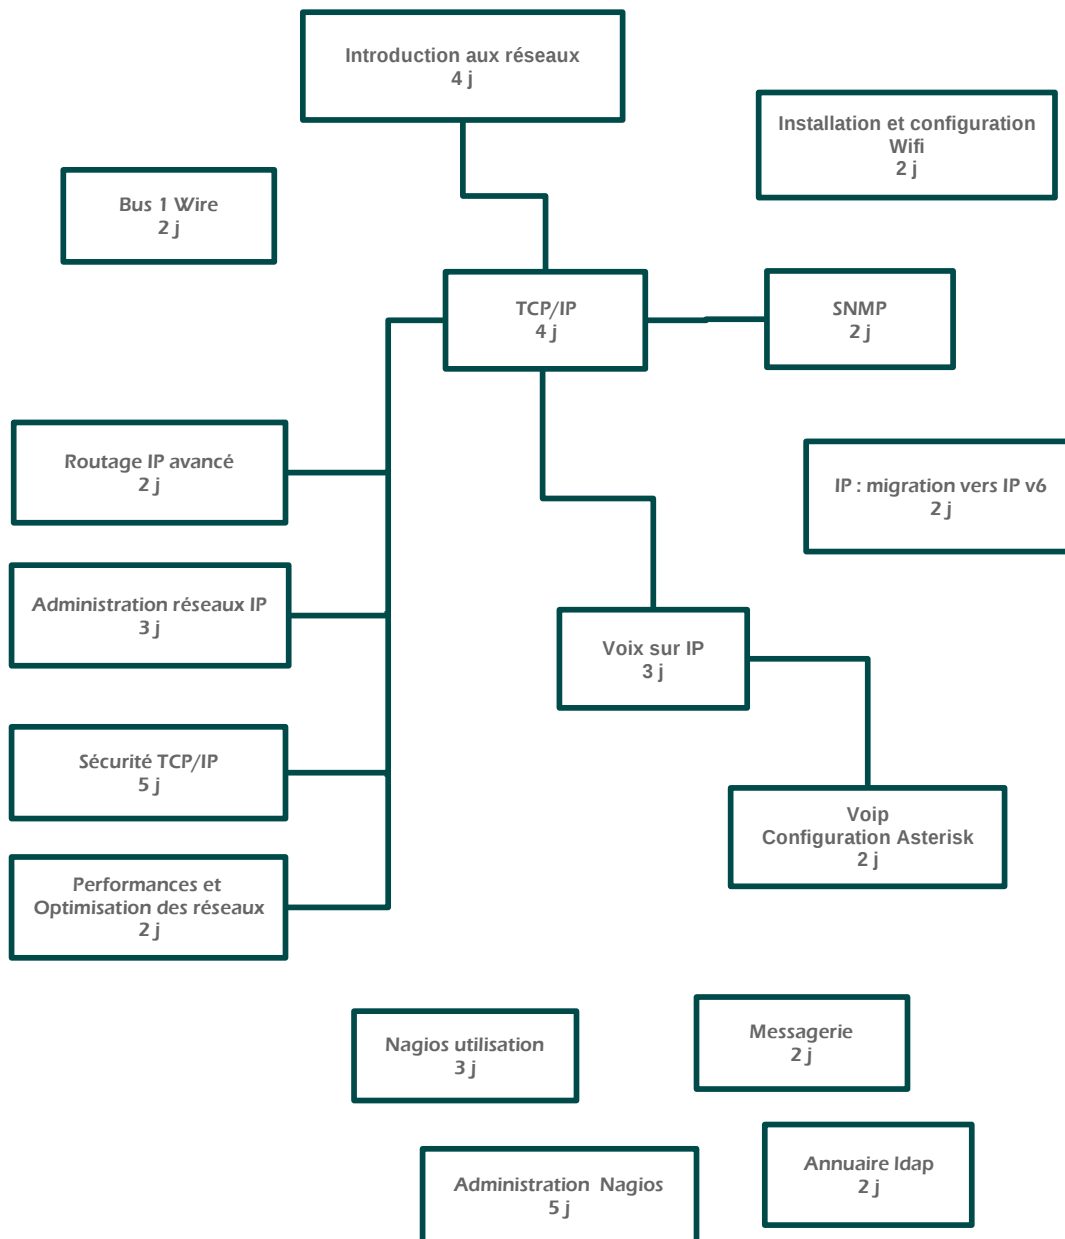 Introduction aux réseaux
4 j
Installation et configuration
Wifi
2 j
Bus 1 Wire
2 j
TCP/IP
4 j
SNMP
2 j
Routage IP avancé
2 j
IP : migration vers IP v6
2 j
Administration réseaux IP
3 j
Voix sur IP
3 j
Sécurité TCP/IP
5 j
Voip
Configuration Asterisk
2 j
Performances et
Optimisation des réseaux
2 j
Nagios utilisation
3 j
Messagerie
2 j
Administration Nagios
5 j
Annuaire ldap
2 j